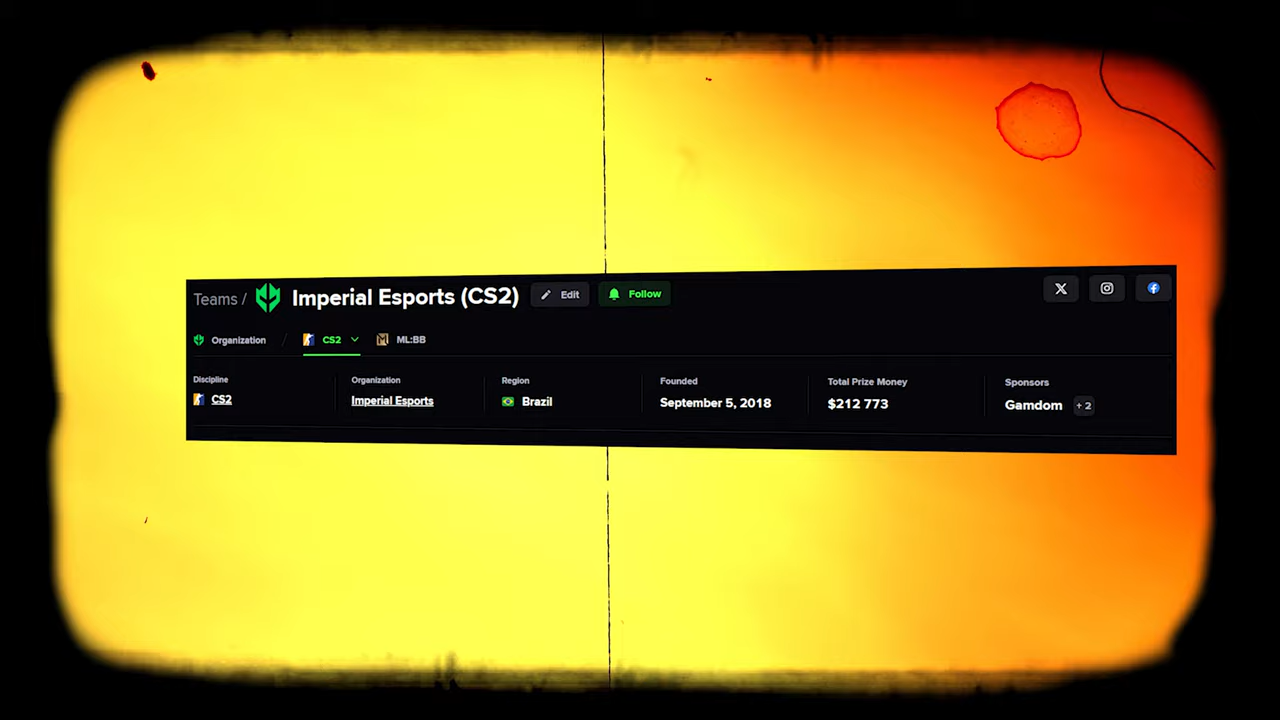 Teams / Imperial Esports (CS2) Edit Follow
Organization / CS2 ML:BB
Discipline Organization Region Founded Total Prize Money Sponsors
CS2 Imperial Esports Brazil September 5, 2018 $212 773 Gamdom + 2